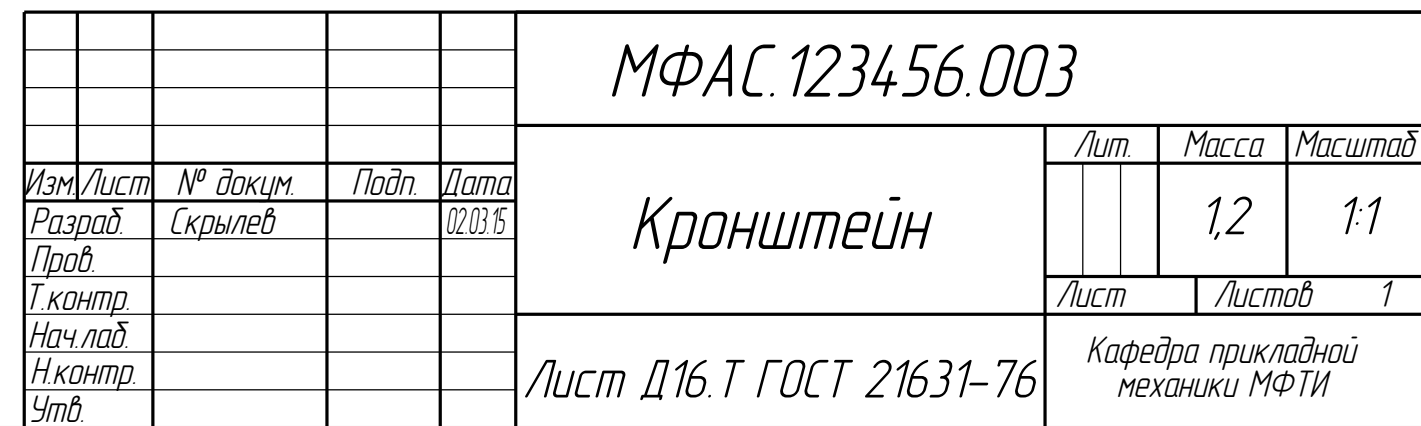 МФАС.123456.003
Лит. Масса Масштаб
Изм. Лист № докум. Подп. Дата
Разраб. Скрылев 02.03.15
Кронштейн
1,2 1:1
Пров.
Т.контр.
Лист Листов 1
Нач.лаб.
Н.контр.
Утв.
Лист Д16.Т ГОСТ 21631-76
Кафедра прикладной
механики МФТИ